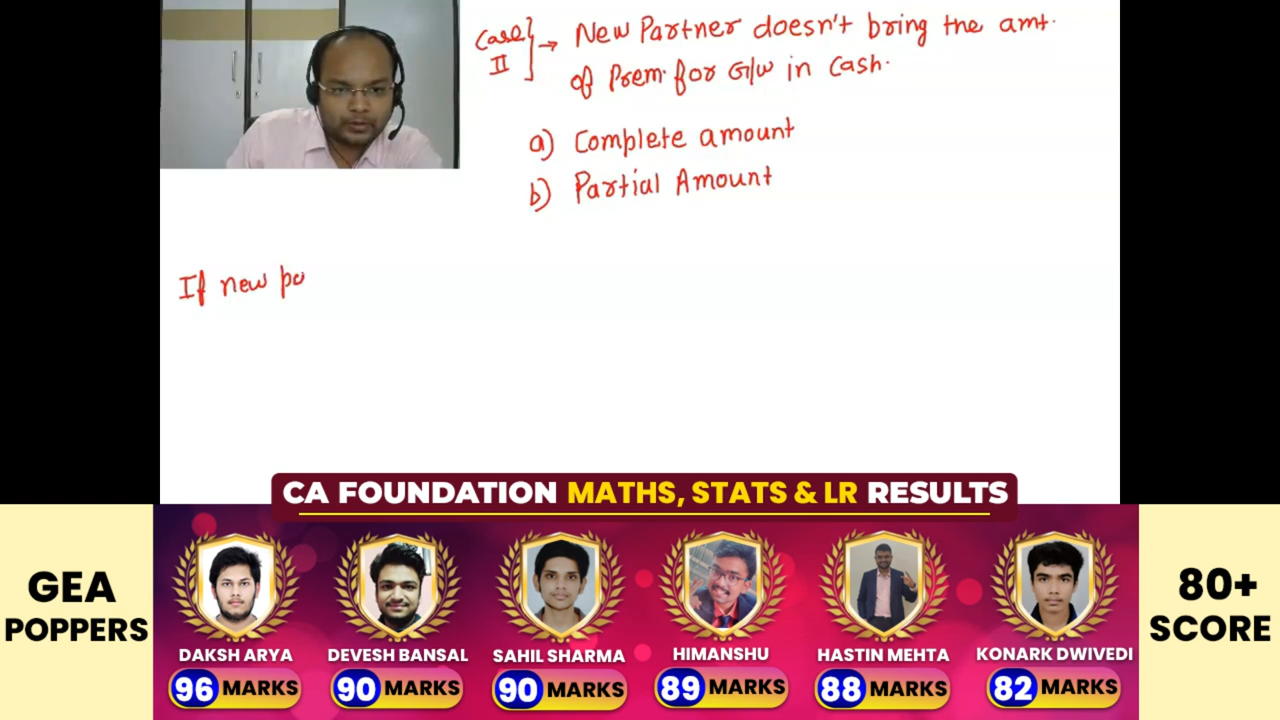 Case II → New Partner doesn't bring the amt.
of Prem. for G/w in Cash.
a) Complete amount
b) Partial Amount
If new pa
CA FOUNDATION MATHS, STATS & LR RESULTS
GEA
POPPERS
80+
SCORE
DAKSH ARYA
DEVESH BANSAL
SAHIL SHARMA
HIMANSHU
HASTIN MEHTA
KONARK DWIVEDI
96 MARKS
90 MARKS
90 MARKS
89 MARKS
88 MARKS
82 MARKS